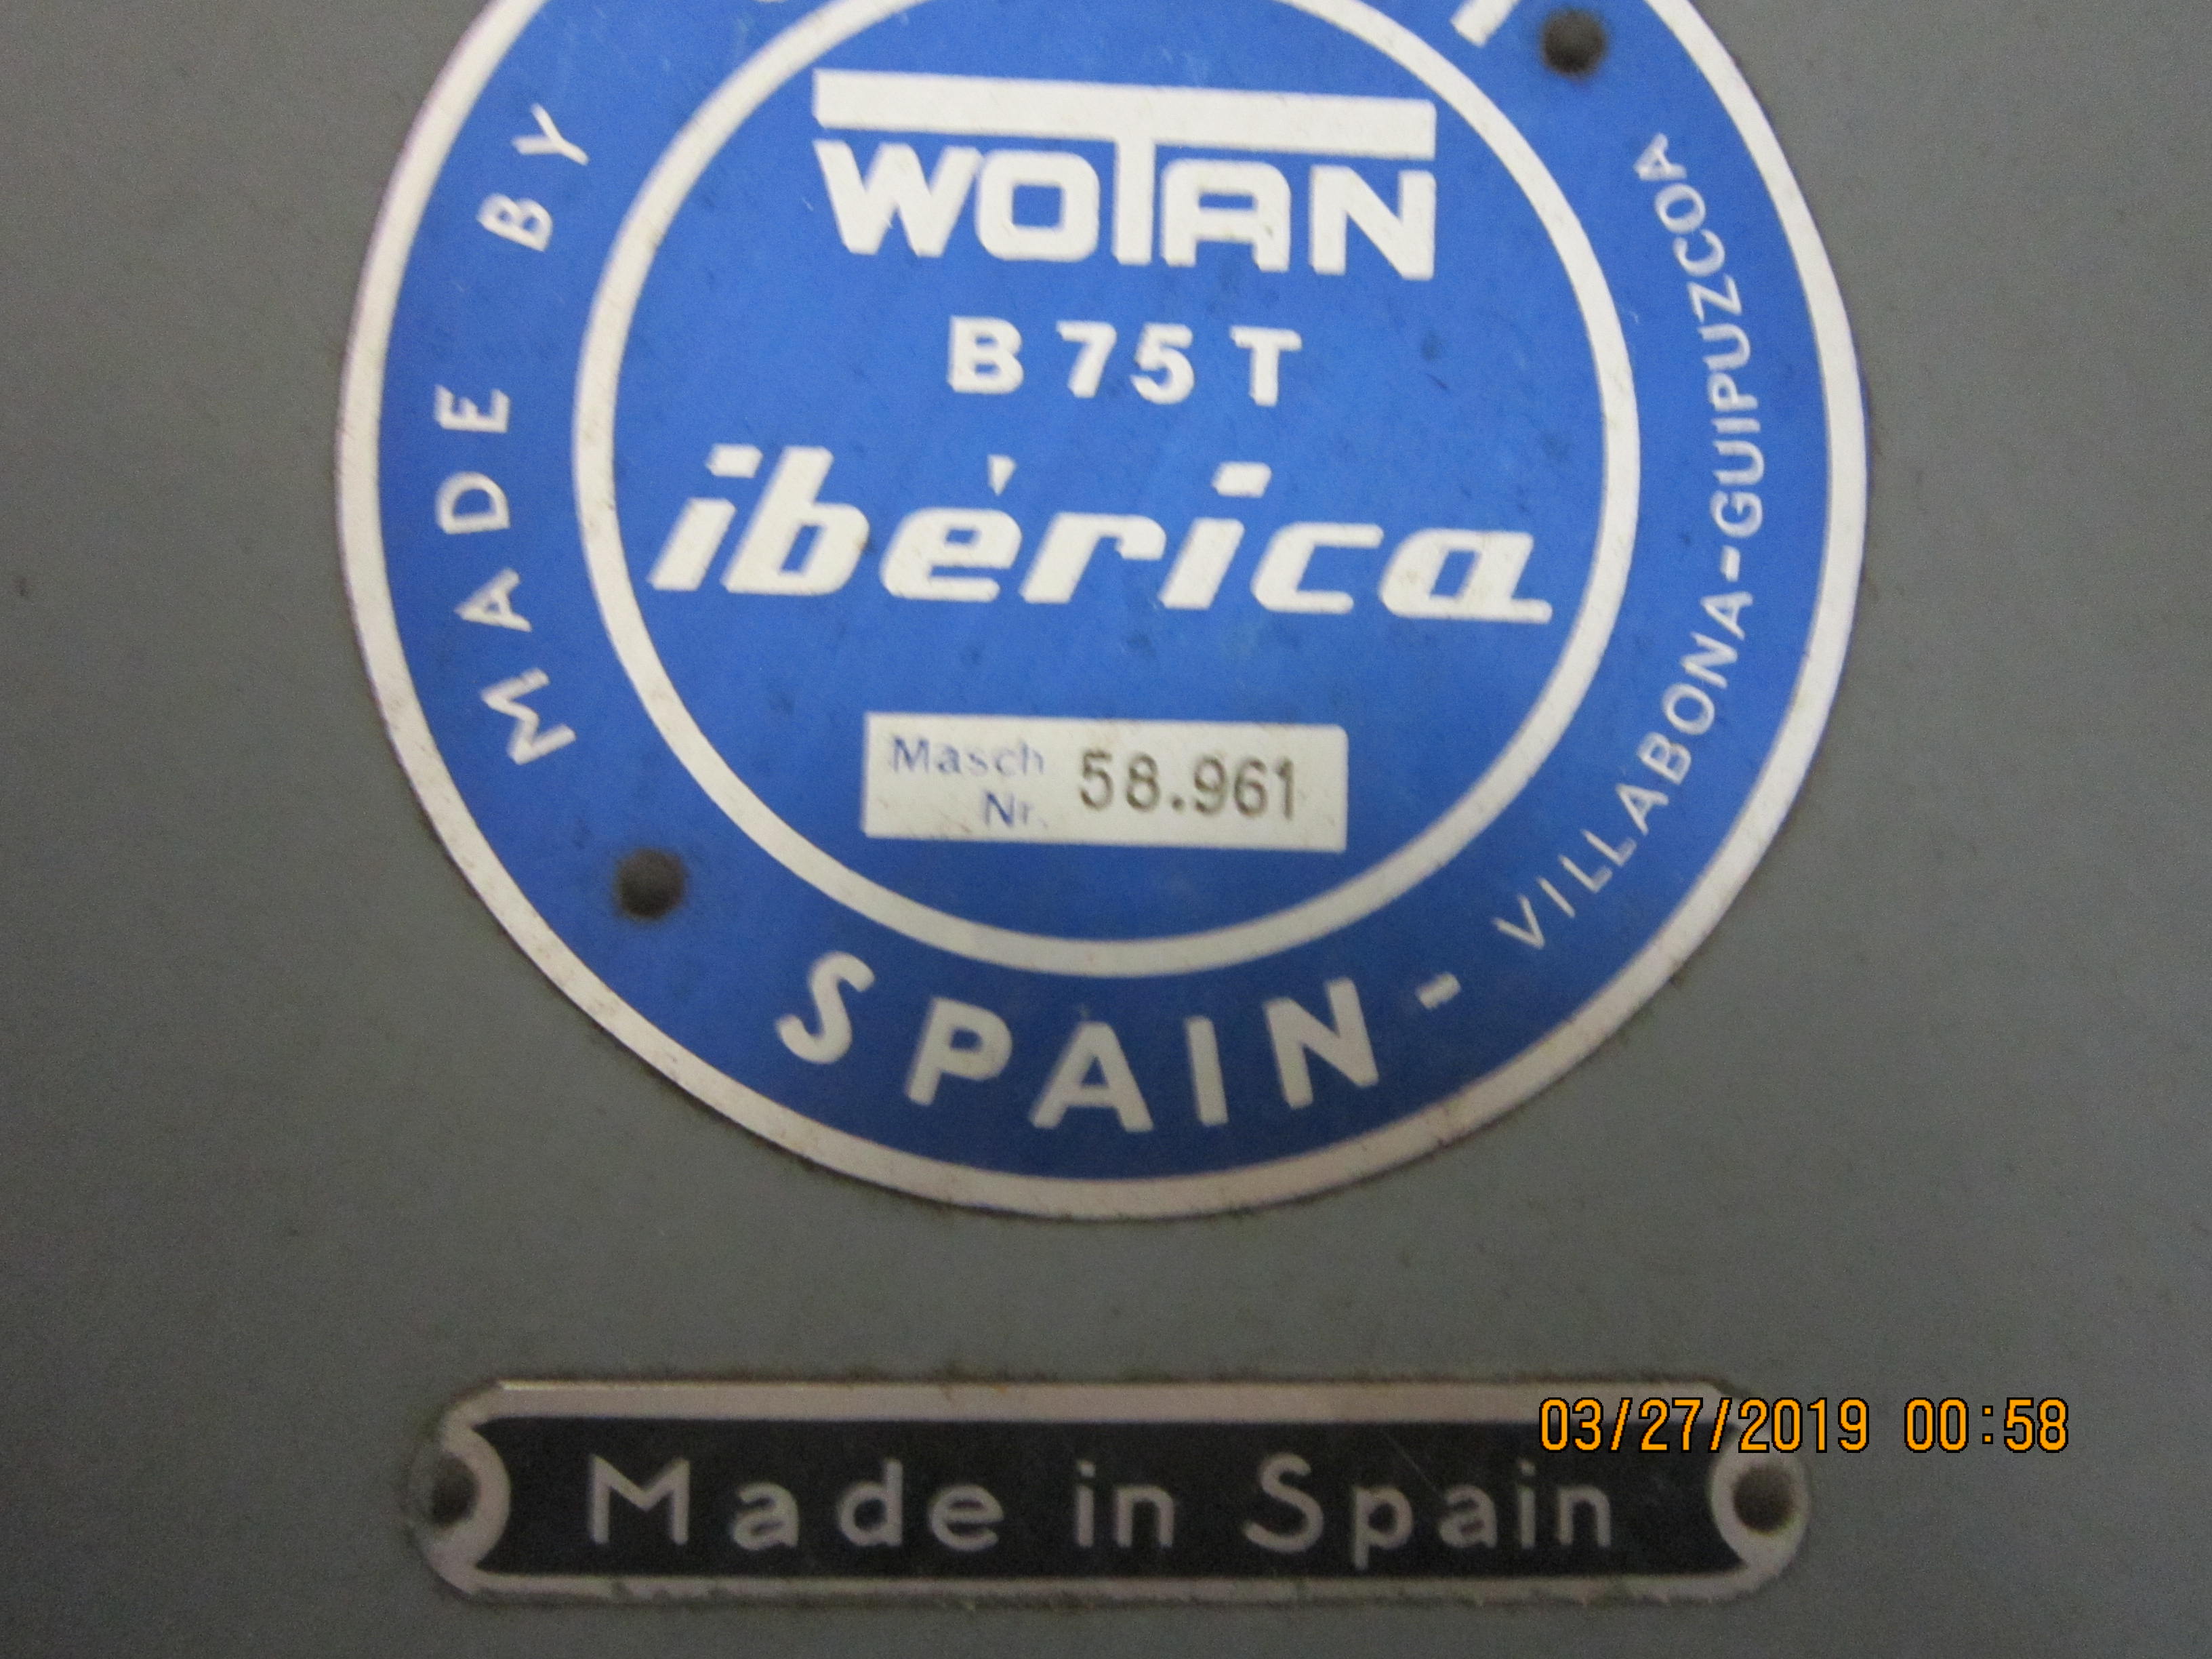 MADE BY
WOTAN
B 75 T
ibérica
Masch
Nr. 58.961
SPAIN - VILLABONA-GUIPUZCOA
03/27/2019 00:58
Made in Spain